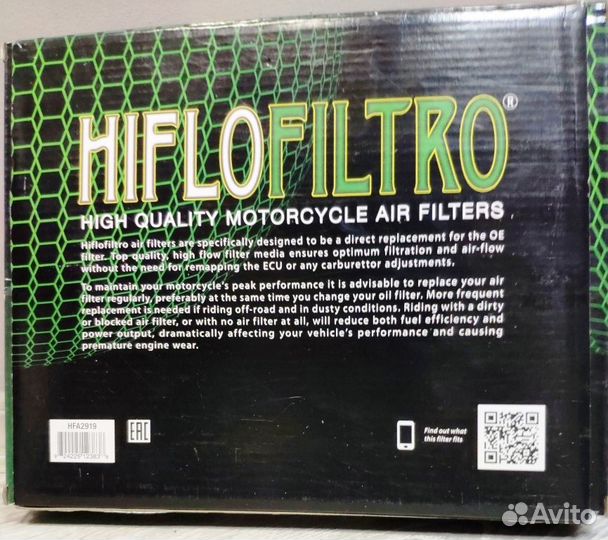 HIFLOFILTRO®
HIGH QUALITY MOTORCYCLE AIR FILTERS
Hiflofiltro air filters are specifically designed to be a direct replacement for the OE
filter. Top quality, high flow filter media ensures optimum filtration and air-flow
without the need for remapping the ECU or any carburettor adjustments.
To maintain your motorcycle's peak performance it is advisable to replace your air
filter regularly, preferably at the same time you change your oil filter. More frequent
replacement is needed if riding off-road and in dusty conditions. Riding with a dirty
or blocked air filter, or with no air filter at all, will reduce both fuel efficiency and
power output, dramatically affecting your vehicle's performance and causing
premature engine wear.
HFA2919
EAC
Find out what
this filter fits
Avito